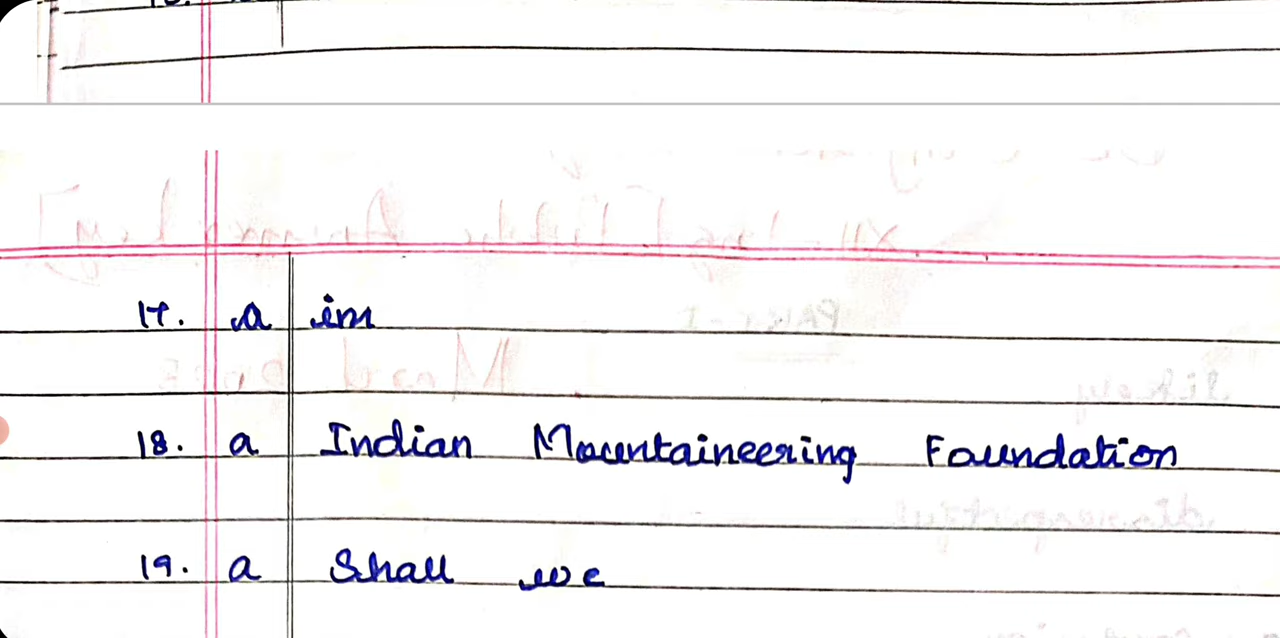 17. a im
18. a Indian Mountaineering Foundation
19. a Shall we